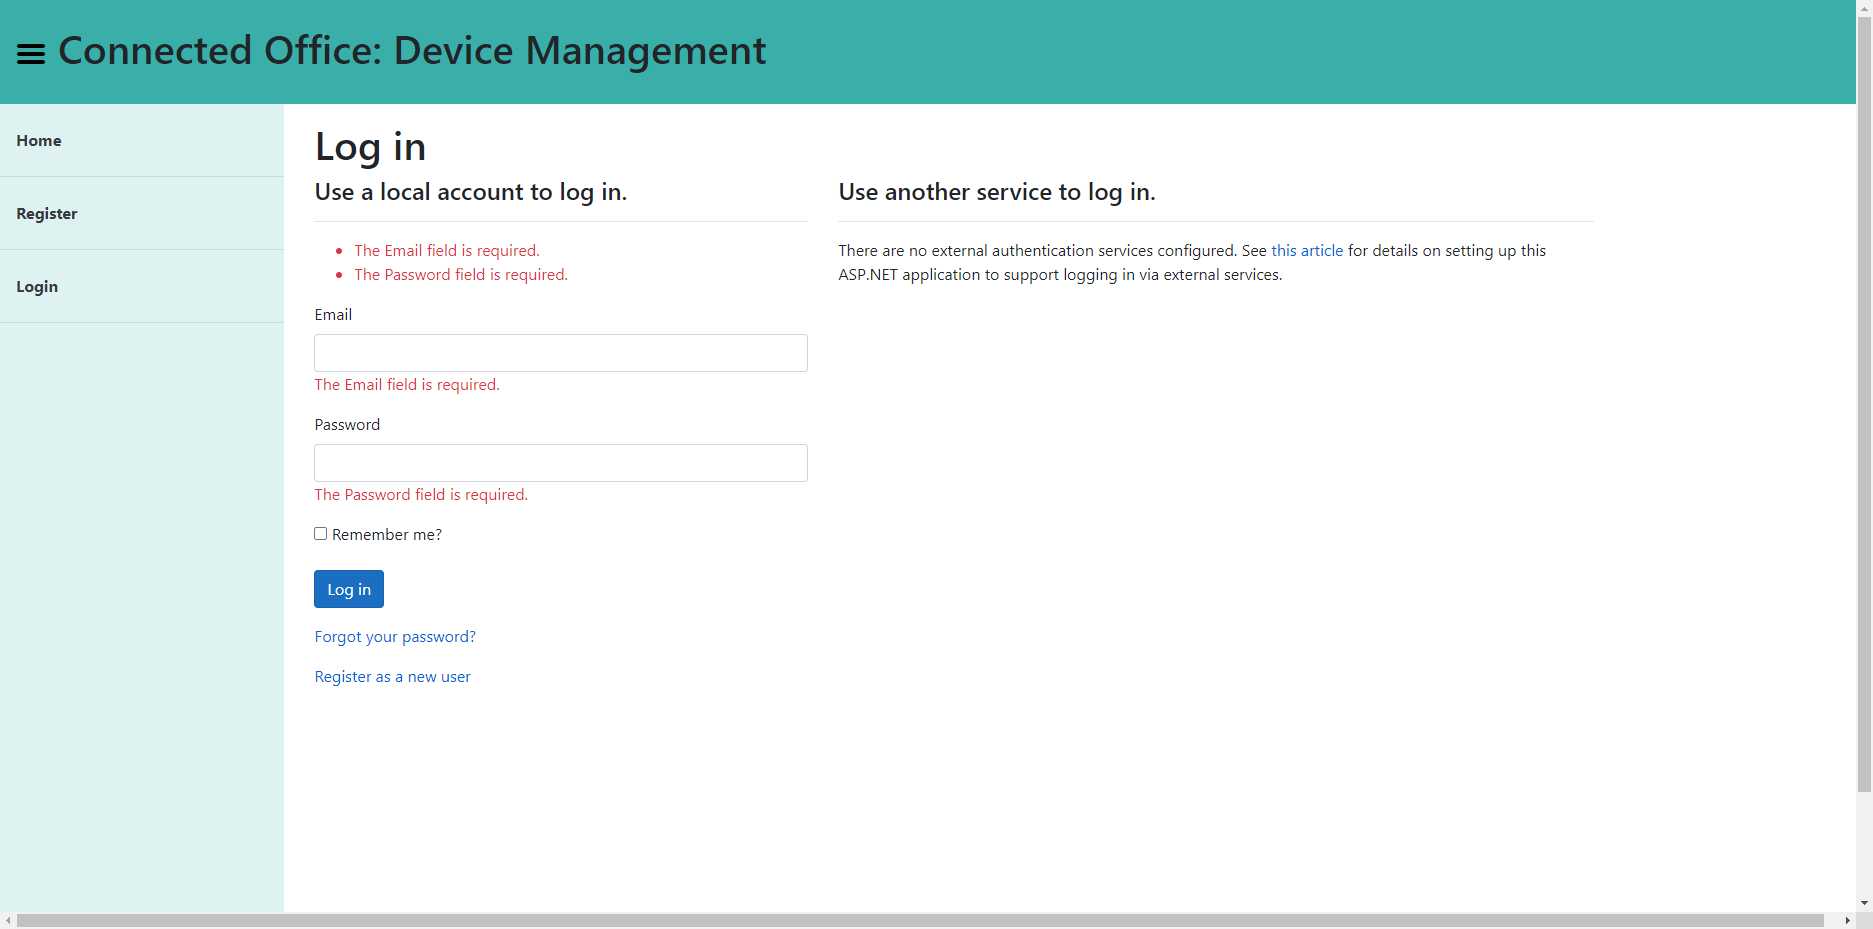 Connected Office: Device Management
Home
Register
Login
Log in
Use a local account to log in.
The Email field is required.
The Password field is required.
Email
The Email field is required.
Password
The Password field is required.
Remember me?
Log in
Forgot your password?
Register as a new user
Use another service to log in.
There are no external authentication services configured. See this article for details on setting up this
ASP.NET application to support logging in via external services.